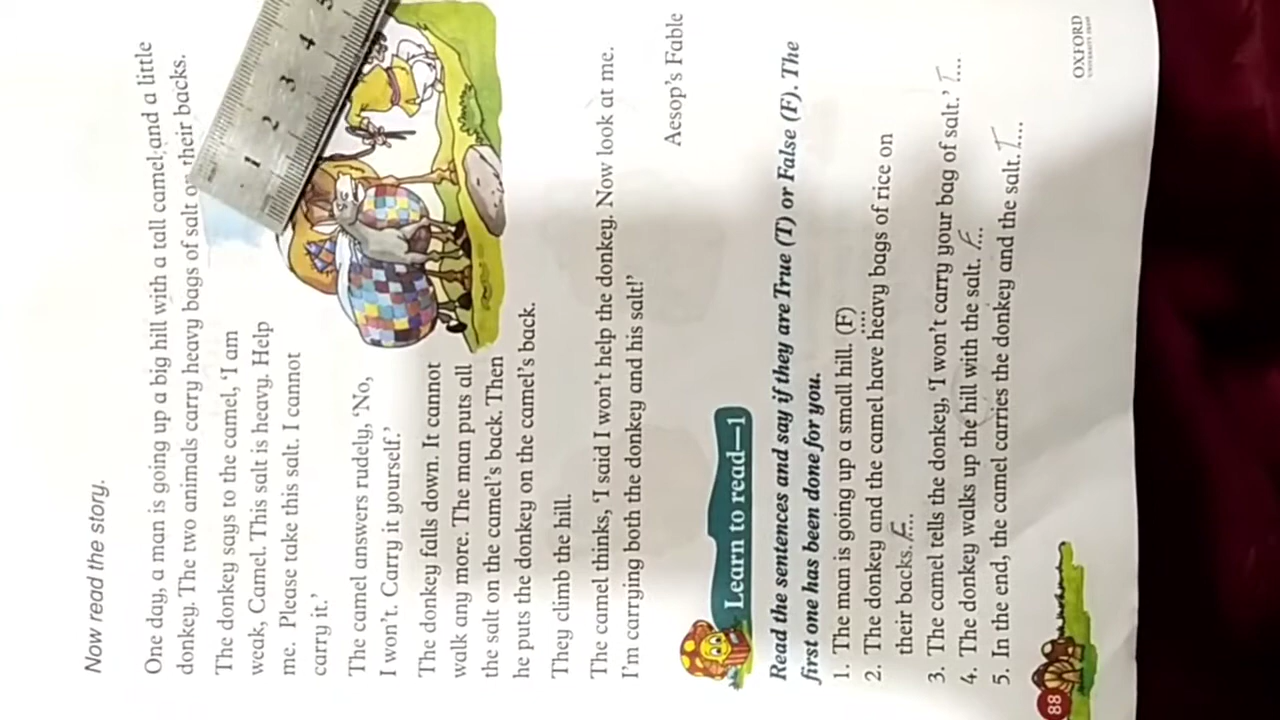 Now read the story.
One day, a man is going up a big hill with a tall camel and a little
donkey. The two animals carry heavy bags of salt on their backs.
The donkey says to the camel, ‘I am
weak, Camel. This salt is heavy. Help
me. Please take this salt. I cannot
carry it.’
The camel answers rudely, ‘No,
I won’t. Carry it yourself.’
The donkey falls down. It cannot
walk any more. The man puts all
the salt on the camel’s back. Then
he puts the donkey on the camel’s back.
They climb the hill.
The camel thinks, ‘I said I won’t help the donkey. Now look at me.
I’m carrying both the donkey and his salt!’
Aesop’s Fable
Learn to read—1
Read the sentences and say if they are True (T) or False (F). The
first one has been done for you.
1. The man is going up a small hill. (F)
2. The donkey and the camel have heavy bags of rice on
their backs. F
3. The camel tells the donkey, ‘I won’t carry your bag of salt.’ T
4. The donkey walks up the hill with the salt. F
5. In the end, the camel carries the donkey and the salt. T
88
OXFORD
UNIVERSITY PRESS
1 2 3 4 5